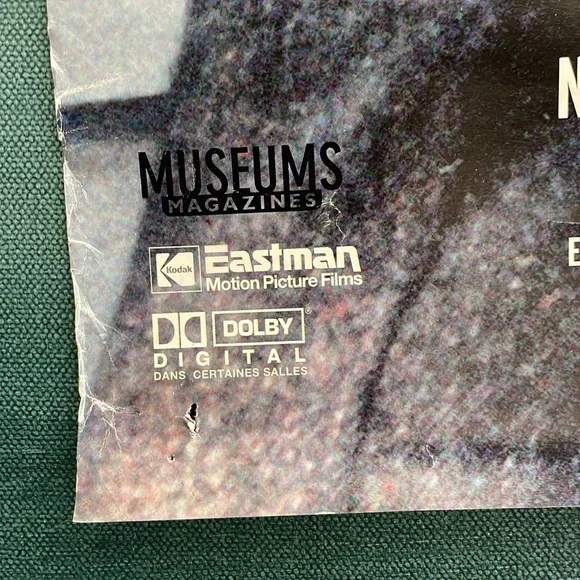 MUSEUMS
MAGAZINES
Kodak
Eastman
Motion Picture Films
DOLBY®
DIGITAL
DANS CERTAINES SALLES
N
E